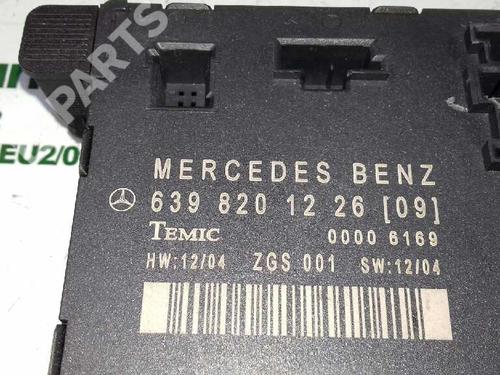 EU2/0
MERCEDES BENZ
639 820 12 26 [09]
TEMIC 0000 6169
HW:12/04 ZGS 001 SW:12/04
B-PARTS